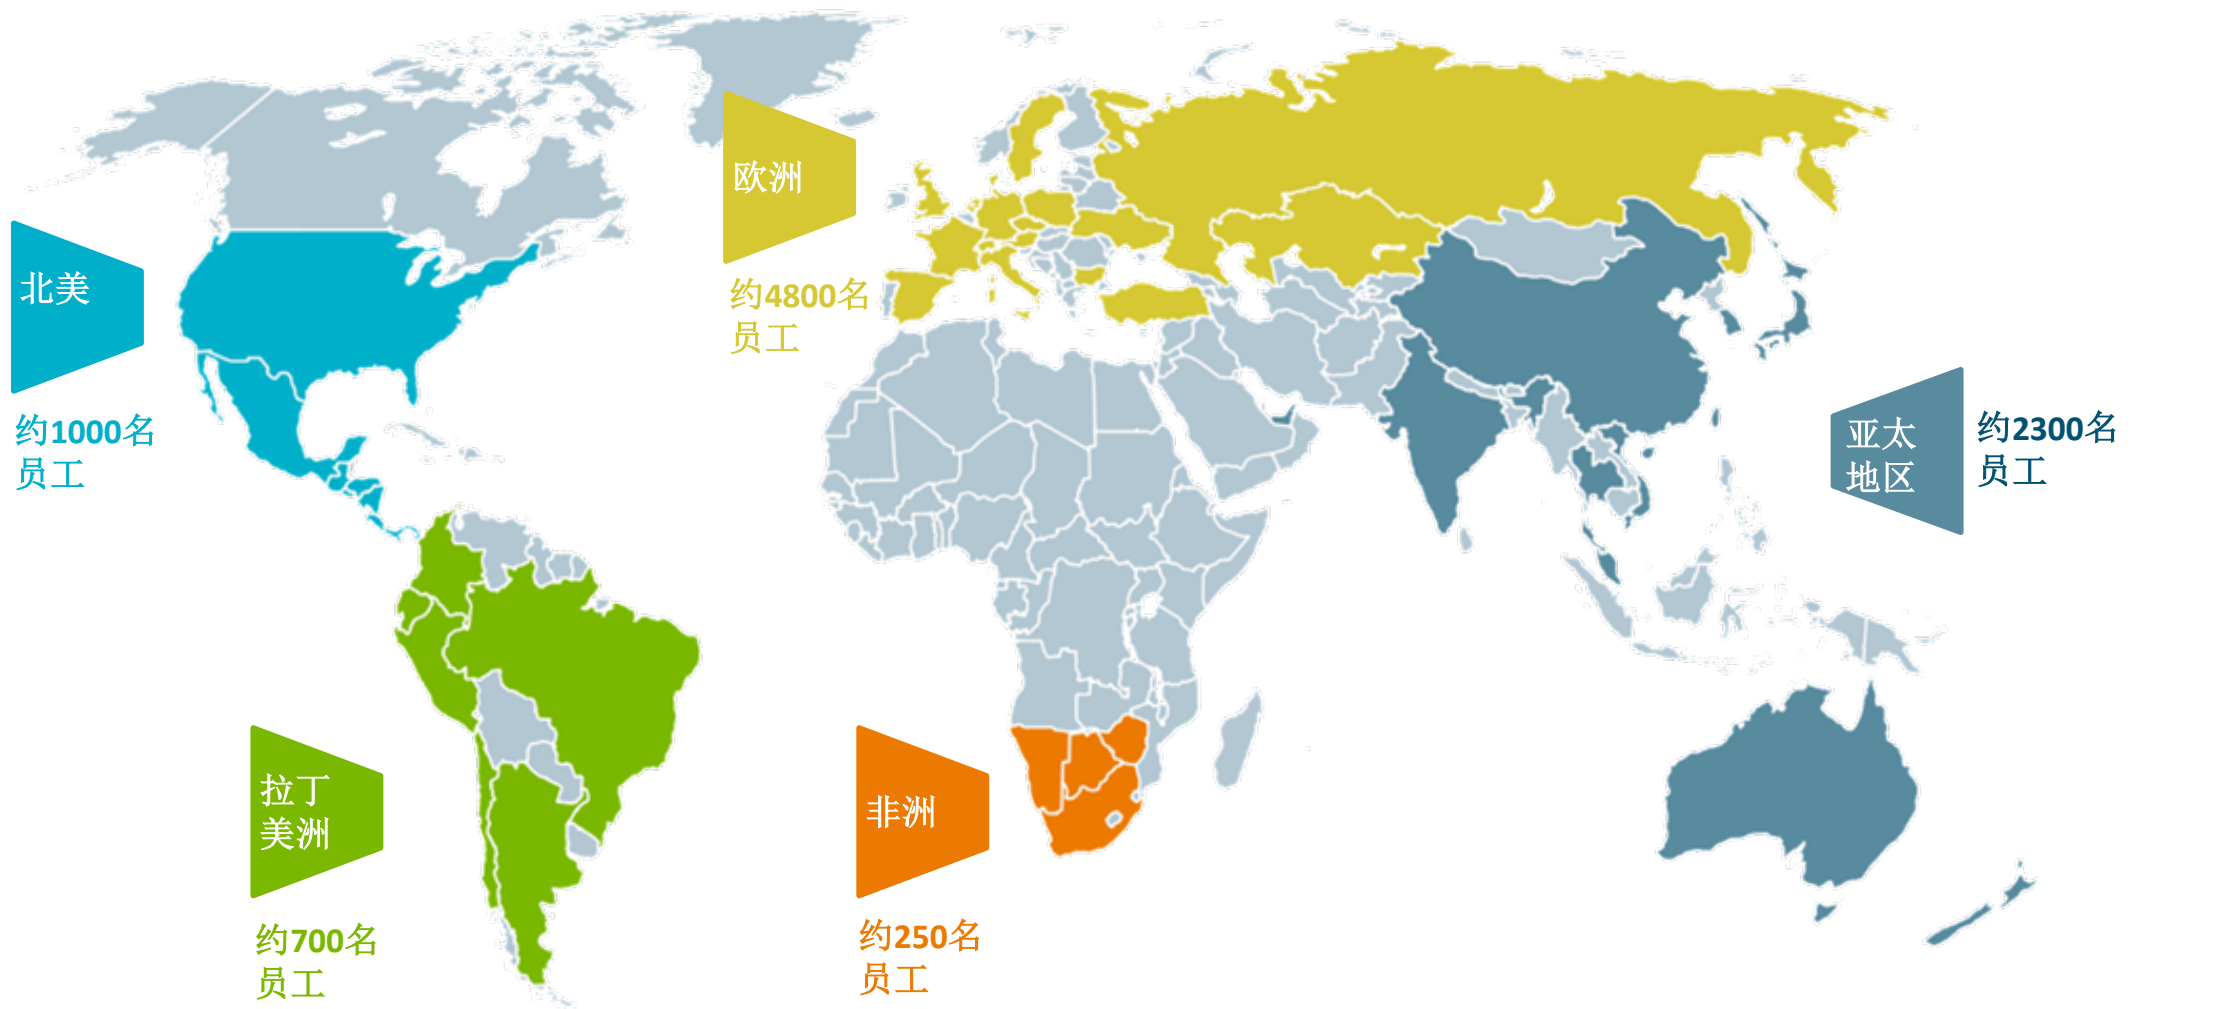 欧洲
约4800名
员工
北美
约1000名
员工
亚太
地区
约2300名
员工
拉丁
美洲
约700名
员工
非洲
约250名
员工